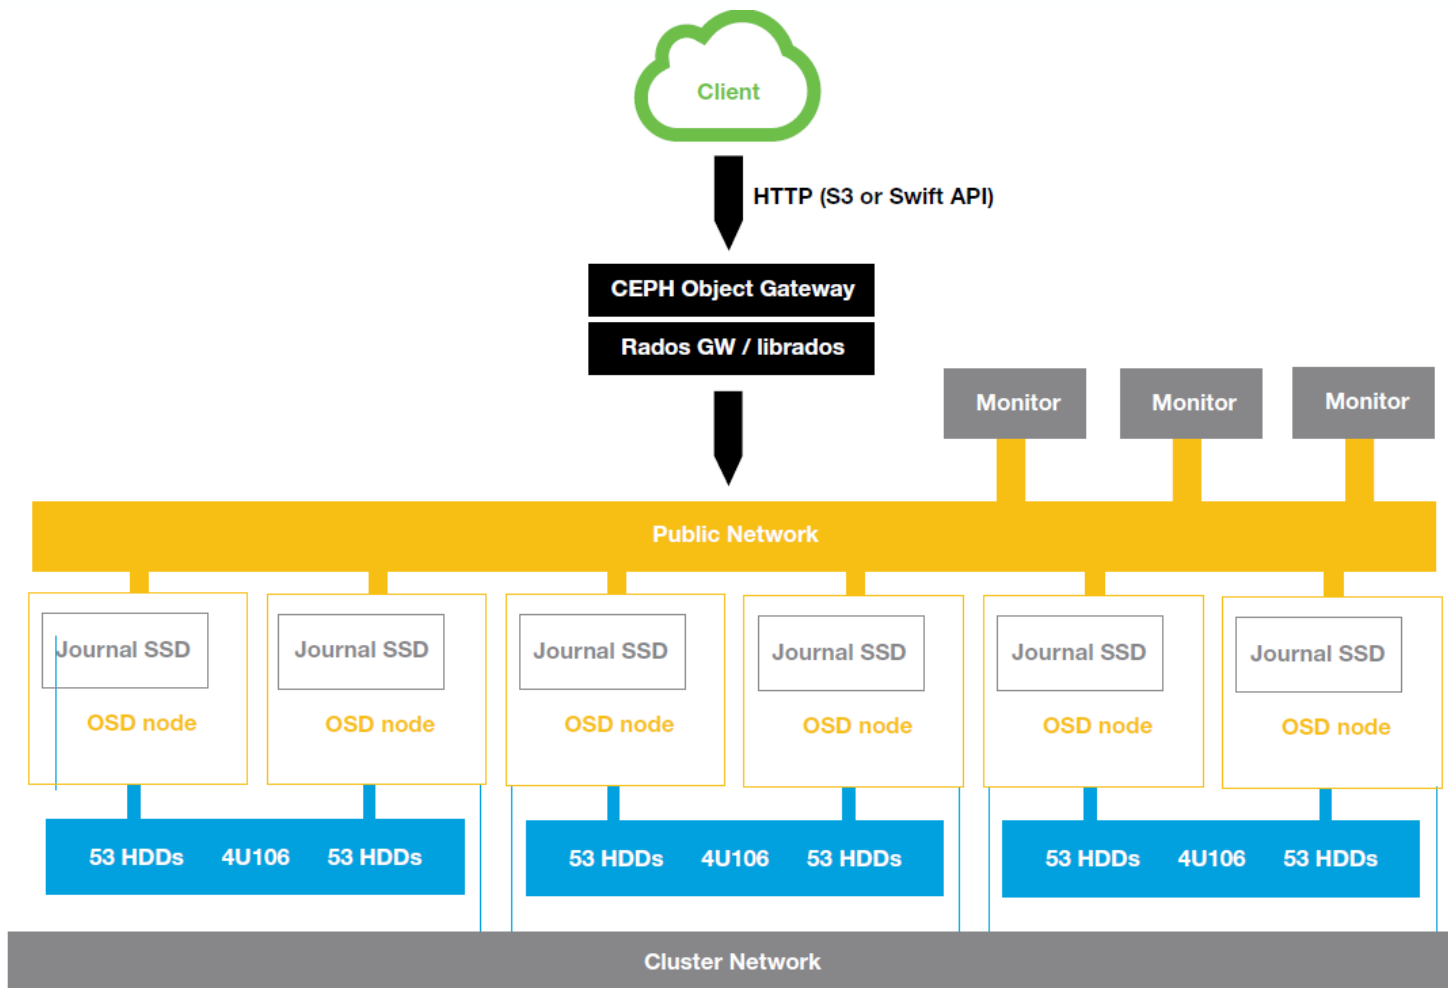 Client
HTTP (S3 or Swift API)
CEPH Object Gateway
Rados GW / librados
Monitor Monitor Monitor
Public Network
Journal SSD Journal SSD Journal SSD Journal SSD Journal SSD Journal SSD
OSD node OSD node OSD node OSD node OSD node OSD node
53 HDDs 4U106 53 HDDs 53 HDDs 4U106 53 HDDs 53 HDDs 4U106 53 HDDs
Cluster Network